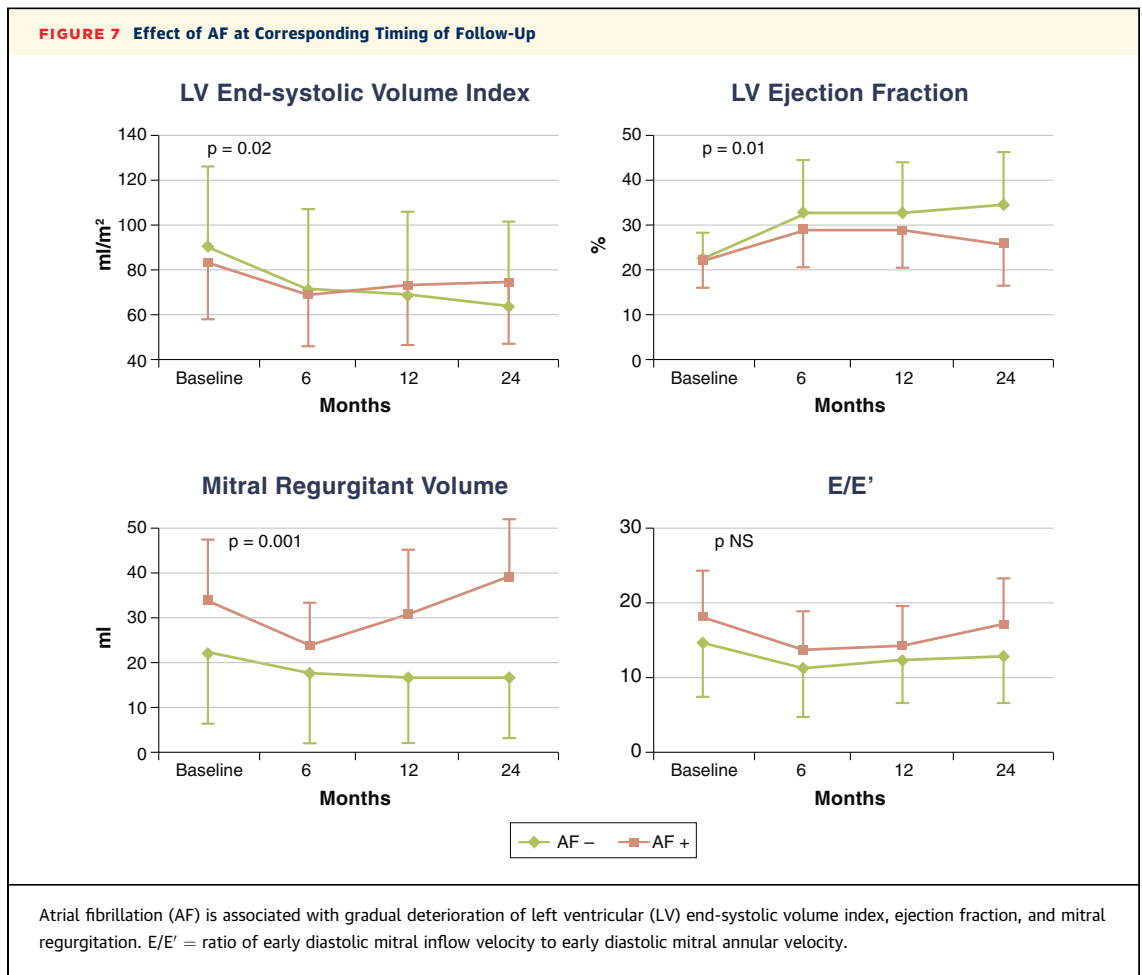 FIGURE 7 Effect of AF at Corresponding Timing of Follow-Up
LV End-systolic Volume Index
p = 0.02
ml/m²
140
120
100
80
60
40
Baseline 6 12 24
Months
LV Ejection Fraction
p = 0.01
%
50
40
30
20
10
0
Baseline 6 12 24
Months
Mitral Regurgitant Volume
p = 0.001
ml
50
40
30
20
10
0
Baseline 6 12 24
Months
E/E’
p NS
30
20
10
0
Baseline 6 12 24
Months
AF – AF +
Atrial fibrillation (AF) is associated with gradual deterioration of left ventricular (LV) end-systolic volume index, ejection fraction, and mitral
regurgitation. E/E′ = ratio of early diastolic mitral inflow velocity to early diastolic mitral annular velocity.